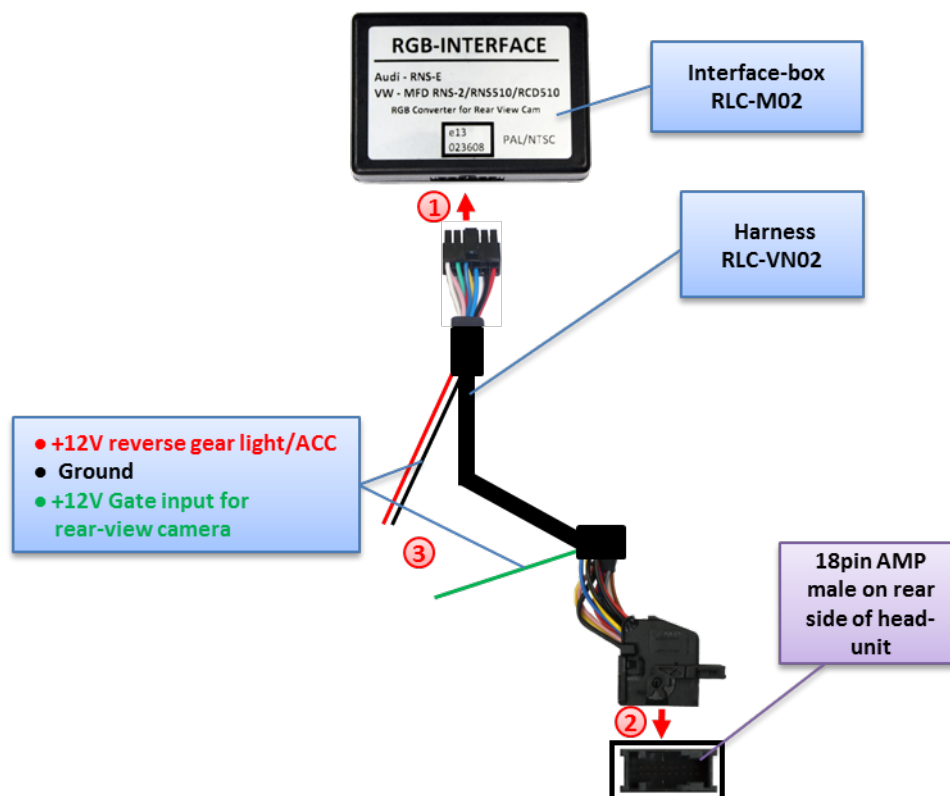 RGB-INTERFACE
Audi - RNS-E
VW - MFD RNS-2/RNS510/RCD510
RGB Converter for Rear View Cam
e13
023608
PAL/NTSC
Interface-box
RLC-M02
1
Harness
RLC-VN02
● +12V reverse gear light/ACC
● Ground
● +12V Gate input for
rear-view camera
3
18pin AMP
male on rear
side of head-
unit
2